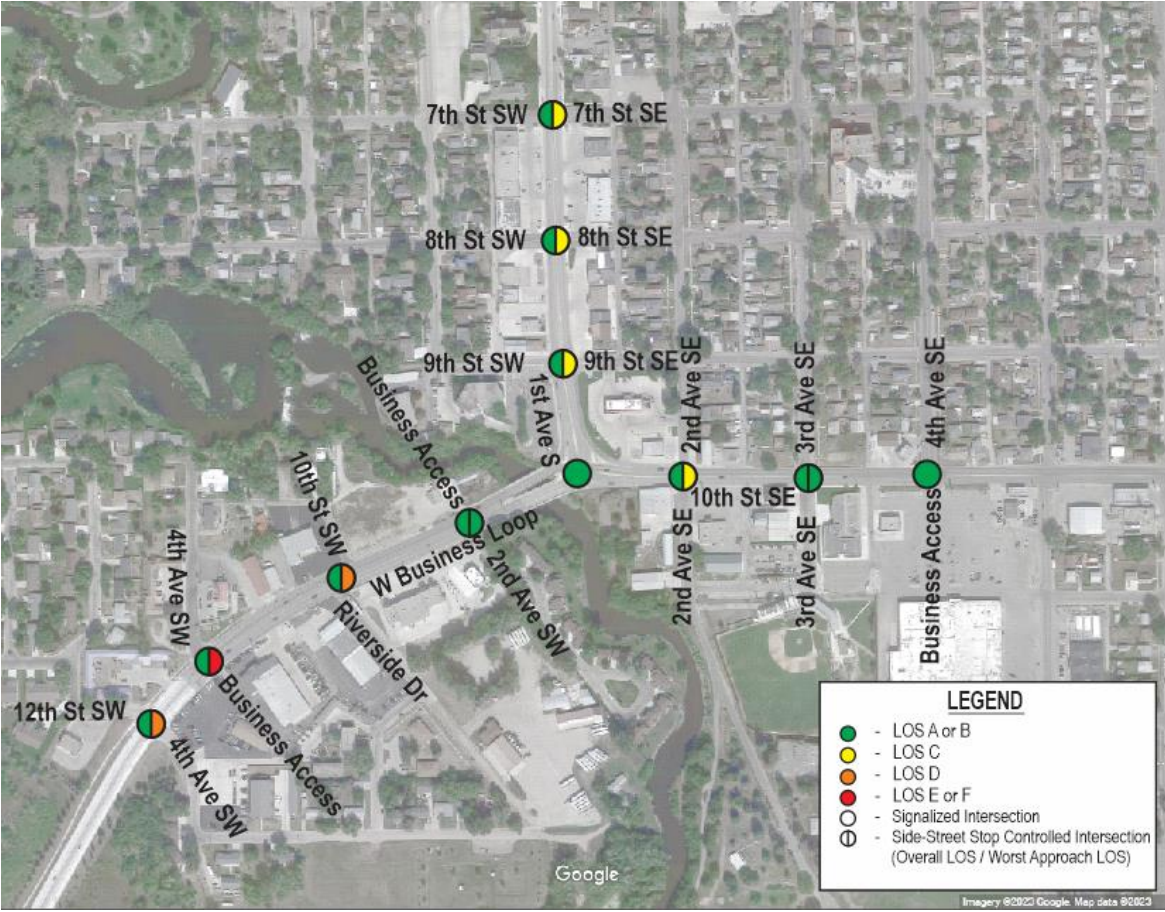 7th St SW
7th St SE
8th St SW
8th St SE
9th St SW
9th St SE
1st Ave S
2nd Ave SE
3rd Ave SE
4th Ave SE
Business Access
10th St SE
10th St SW
W Business Loop
2nd Ave SW
2nd Ave SE
3rd Ave SE
Business Access
4th Ave SW
Riverside Dr
Business Access
12th St SW
4th Ave SW
LEGEND
- LOS A or B
- LOS C
- LOS D
- LOS E or F
- Signalized Intersection
- Side-Street Stop Controlled Intersection
(Overall LOS / Worst Approach LOS)
Google
Imagery ©2023 Google, Map data ©2023